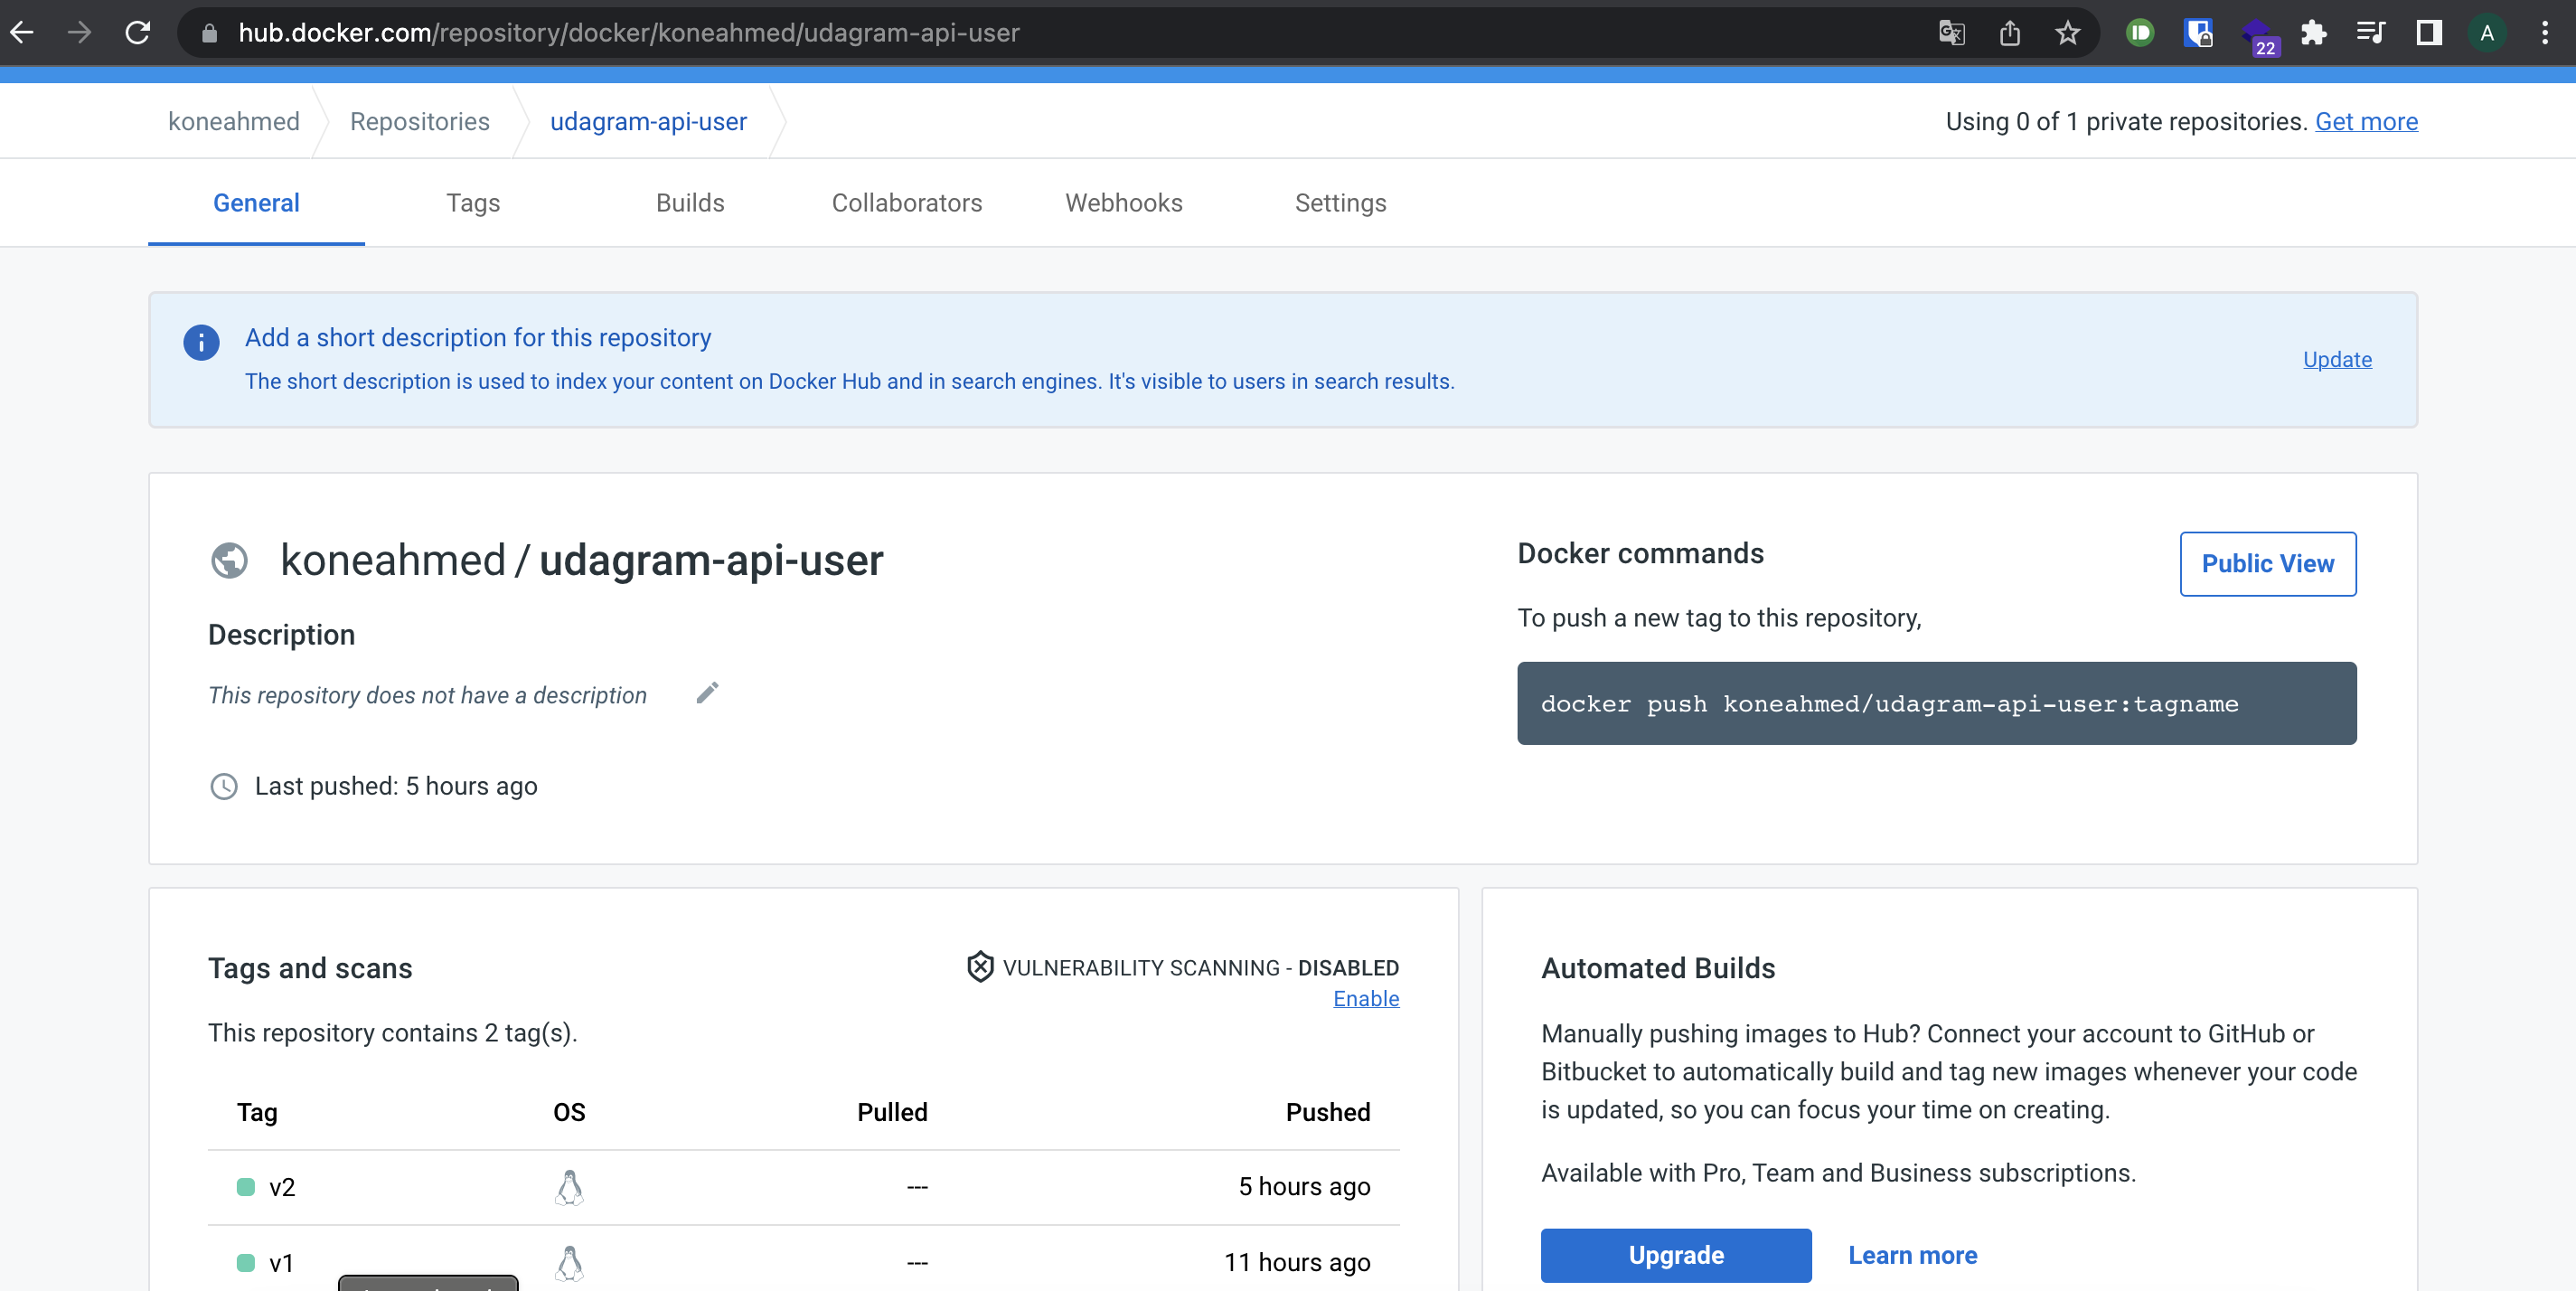 hub.docker.com/repository/docker/koneahmed/udagram-api-user
22
A
koneahmed
Repositories
udagram-api-user
Using 0 of 1 private repositories. Get more
General
Tags
Builds
Collaborators
Webhooks
Settings
Add a short description for this repository
The short description is used to index your content on Docker Hub and in search engines. It's visible to users in search results.
Update
koneahmed / udagram-api-user
Description
This repository does not have a description
Last pushed: 5 hours ago
Docker commands
Public View
To push a new tag to this repository,
docker push koneahmed/udagram-api-user:tagname
Tags and scans
VULNERABILITY SCANNING - DISABLED
Enable
This repository contains 2 tag(s).
Tag OS Pulled Pushed
v2 --- 5 hours ago
v1 --- 11 hours ago
Automated Builds
Manually pushing images to Hub? Connect your account to GitHub or
Bitbucket to automatically build and tag new images whenever your code
is updated, so you can focus your time on creating.
Available with Pro, Team and Business subscriptions.
Upgrade
Learn more